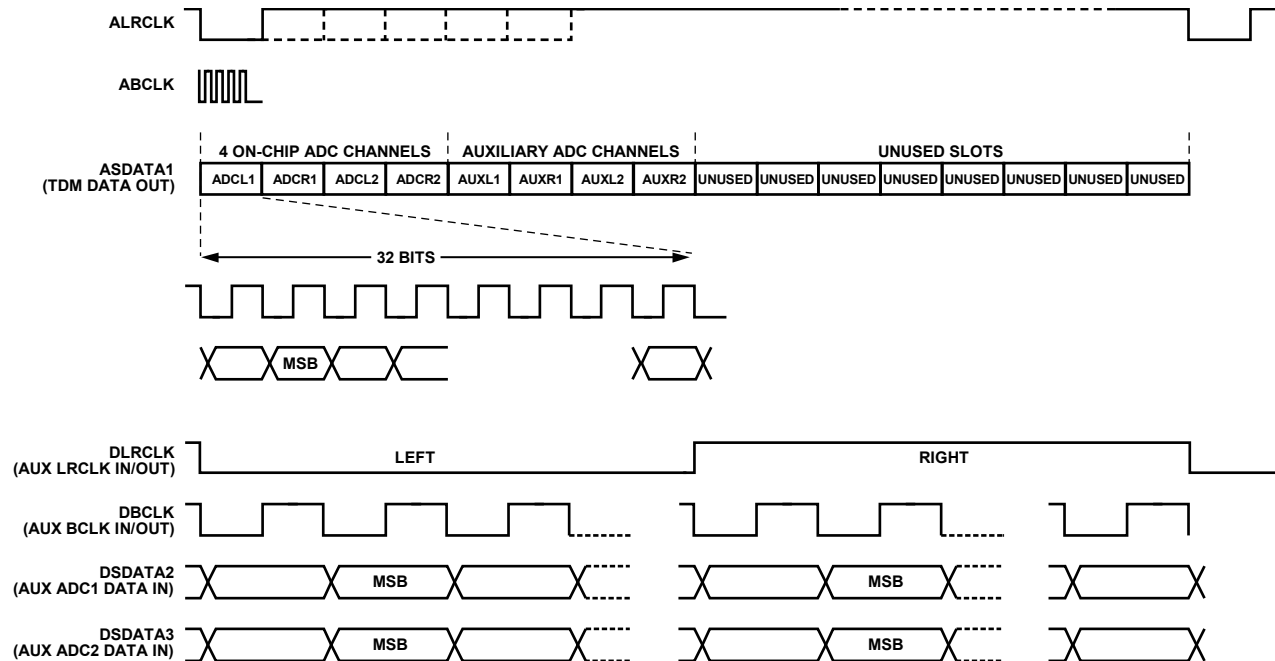 ALRCLK
ABCLK
4 ON-CHIP ADC CHANNELS AUXILIARY ADC CHANNELS UNUSED SLOTS
ASDATA1
(TDM DATA OUT)
ADCL1 ADCR1 ADCL2 ADCR2 AUXL1 AUXR1 AUXL2 AUXR2 UNUSED UNUSED UNUSED UNUSED UNUSED UNUSED UNUSED UNUSED
32 BITS
MSB
DLRCLK
(AUX LRCLK IN/OUT)
LEFT RIGHT
DBCLK
(AUX BCLK IN/OUT)
DSDATA2
(AUX ADC1 DATA IN)
MSB MSB
DSDATA3
(AUX ADC2 DATA IN)
MSB MSB